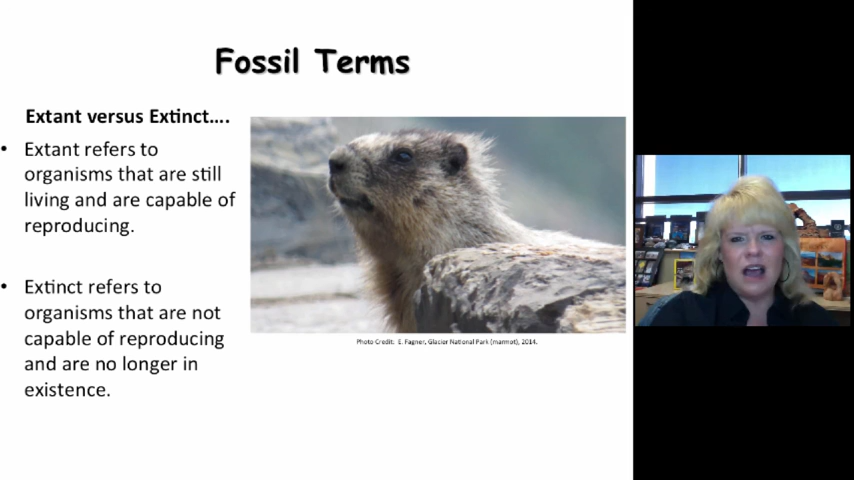 Fossil Terms
Extant versus Extinct....
• Extant refers to
organisms that are still
living and are capable of
reproducing.
• Extinct refers to
organisms that are not
capable of reproducing
and are no longer in
existence.
Photo Credit: E. Fagner, Glacier National Park (marmot), 2014.